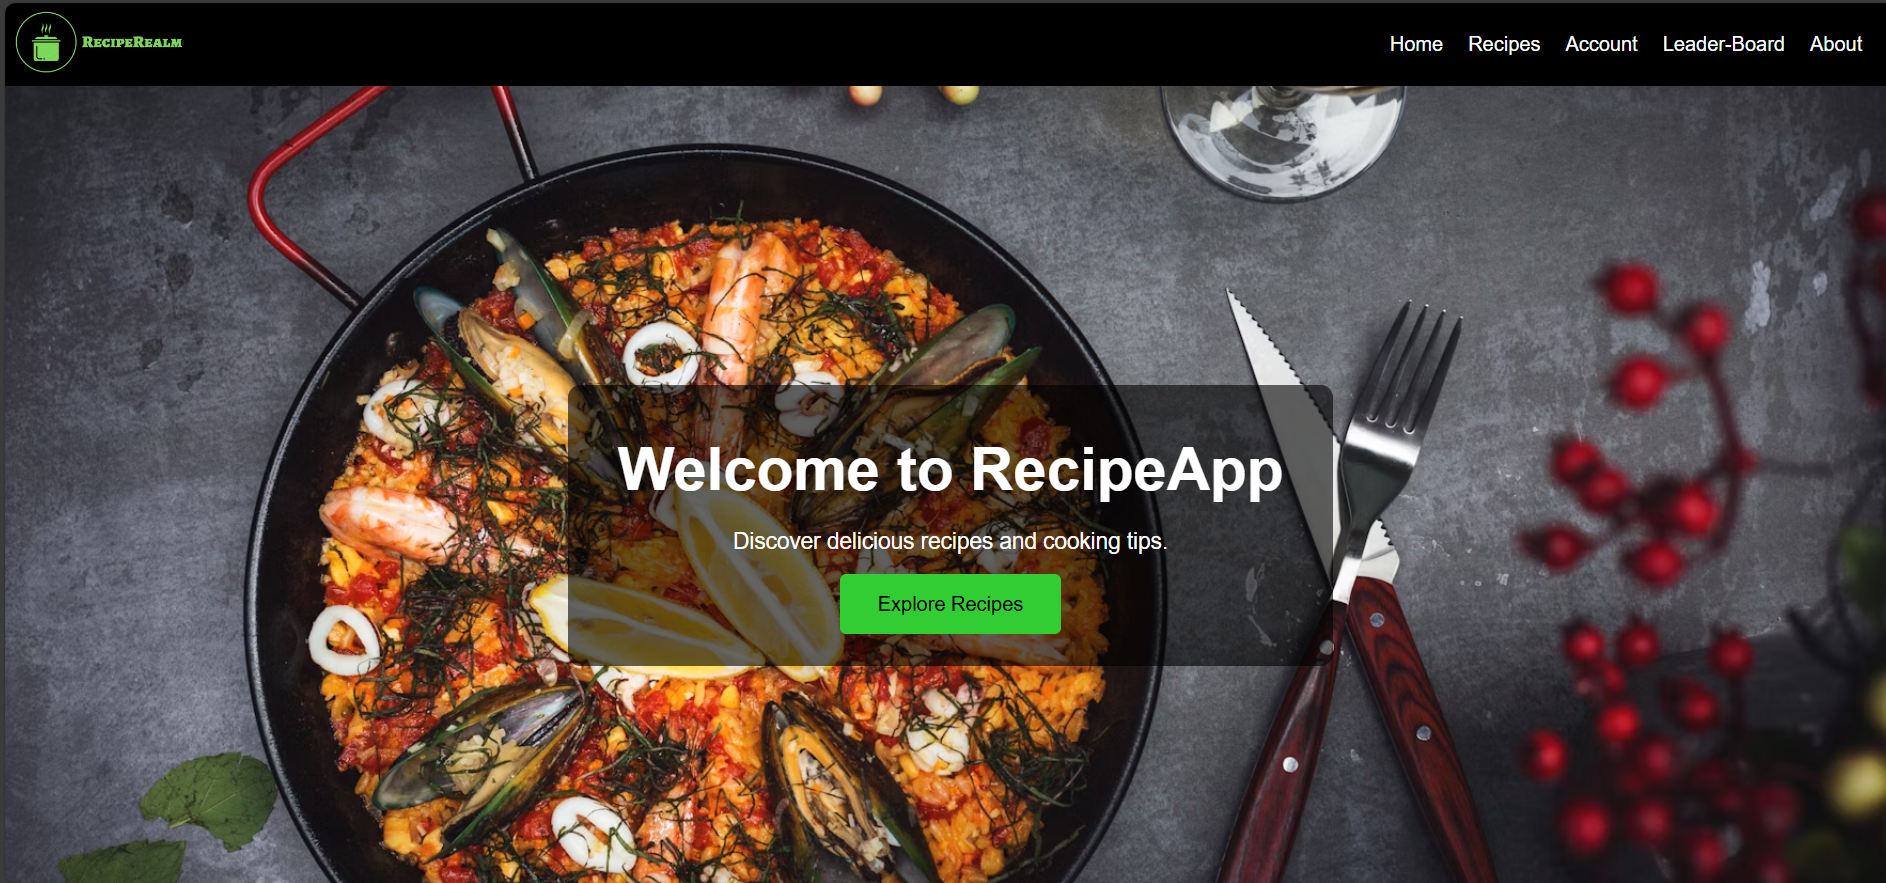 RecipeRealm
Home Recipes Account Leader-Board About
Welcome to RecipeApp
Discover delicious recipes and cooking tips.
Explore Recipes